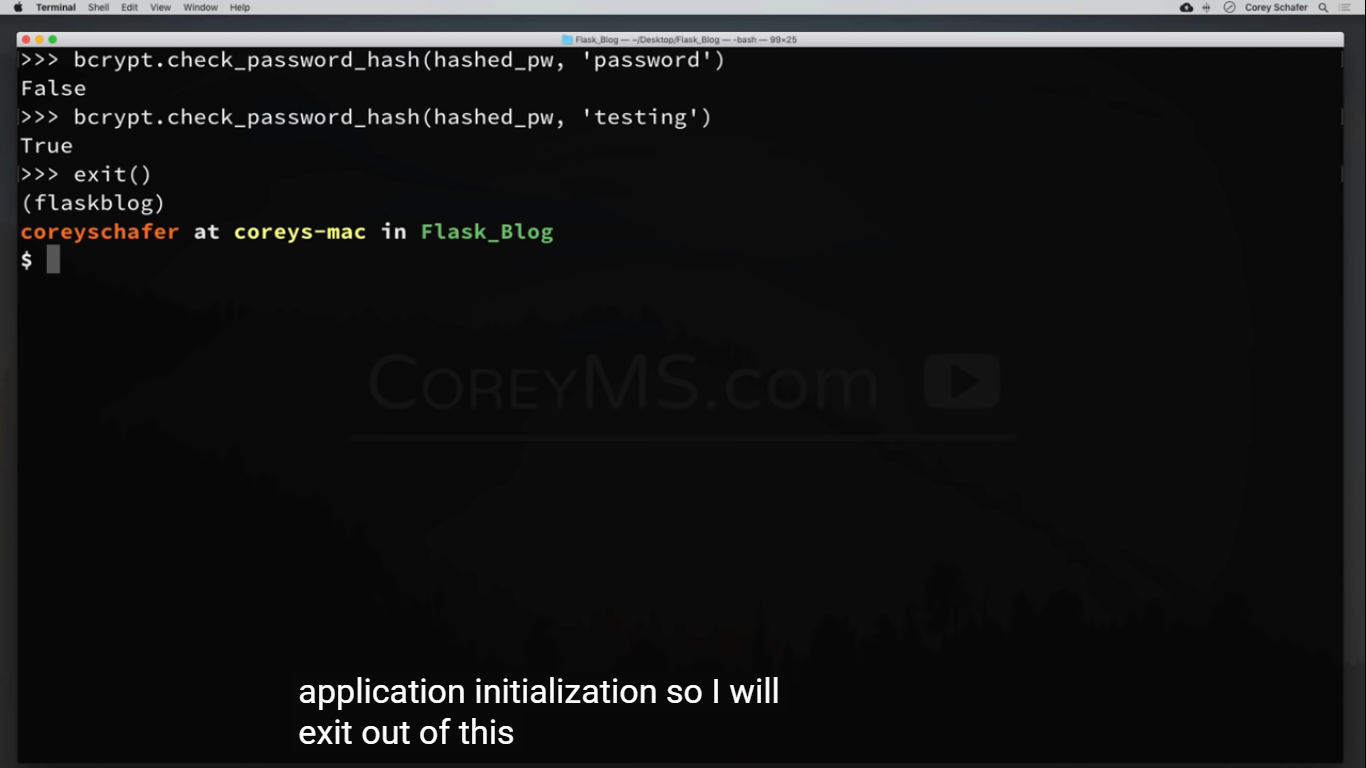 Terminal Shell Edit View Window Help Corey Schafer
Flask_Blog — ~/Desktop/Flask_Blog — -bash — 99×25
>>> bcrypt.check_password_hash(hashed_pw, 'password')
False
>>> bcrypt.check_password_hash(hashed_pw, 'testing')
True
>>> exit()
(flaskblog)
coreyschafer at coreys-mac in Flask_Blog
$
CoreyMS.com
application initialization so I will
exit out of this